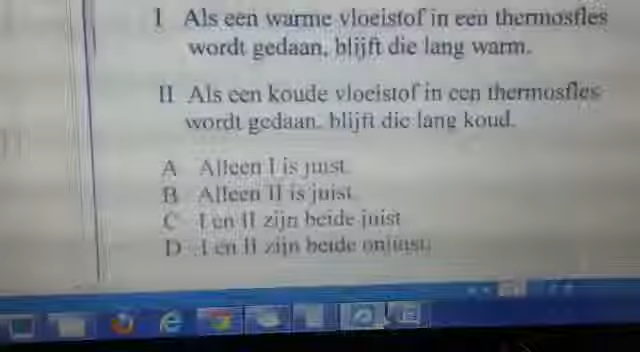 I Als een warme vloeistof in een thermosfles
wordt gedaan, blijft die lang warm.
II Als een koude vloeistof in een thermosfles
wordt gedaan. blijft die lang koud.
A Alleen I is juist.
B Alleen II is juist.
C I en II zijn beide juist
D I en II zijn beide onjuist.